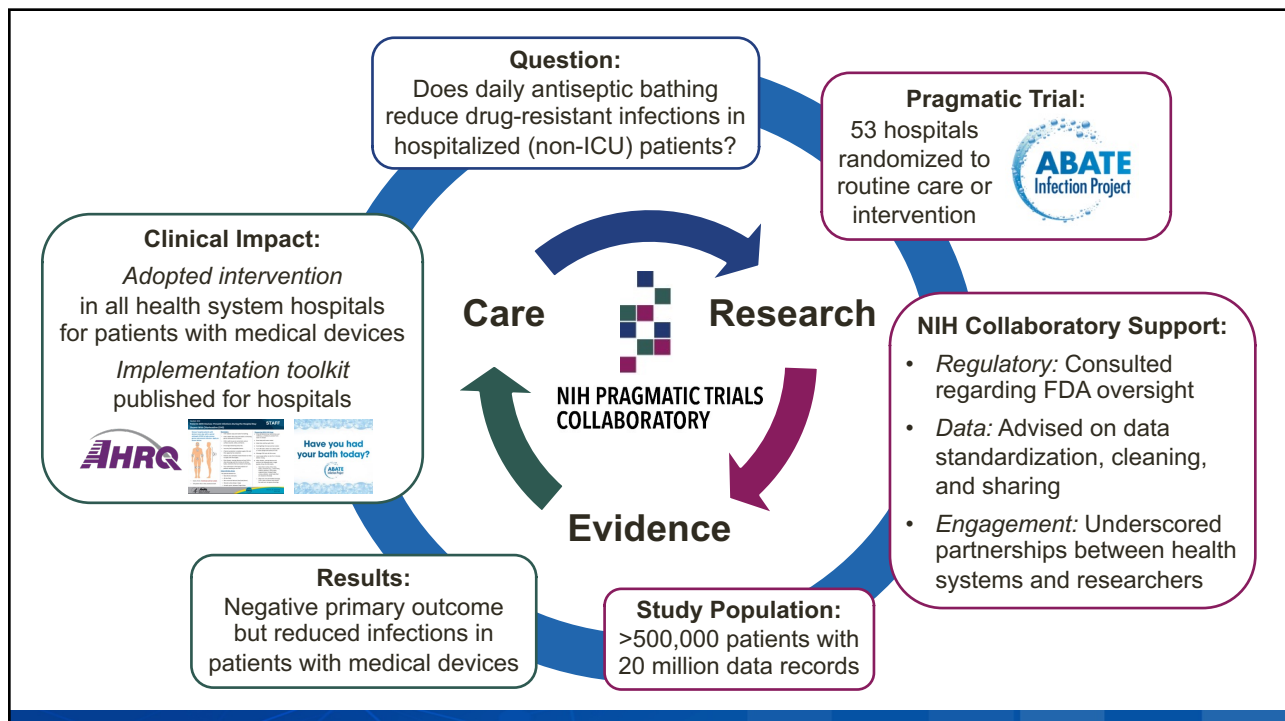 Question:
Does daily antiseptic bathing
reduce drug-resistant infections in
hospitalized (non-ICU) patients?
Pragmatic Trial:
53 hospitals
randomized to
routine care or
intervention
ABATE
Infection Project
NIH Collaboratory Support:
• Regulatory: Consulted
regarding FDA oversight
• Data: Advised on data
standardization, cleaning,
and sharing
• Engagement: Underscored
partnerships between health
systems and researchers
Study Population:
>500,000 patients with
20 million data records
Results:
Negative primary outcome
but reduced infections in
patients with medical devices
Clinical Impact:
Adopted intervention
in all health system hospitals
for patients with medical devices
Implementation toolkit
published for hospitals
AHRQ
STAFF
Have you had
your bath today?
ABATE
Infection Project
Care
Research
Evidence
NIH PRAGMATIC TRIALS
COLLABORATORY